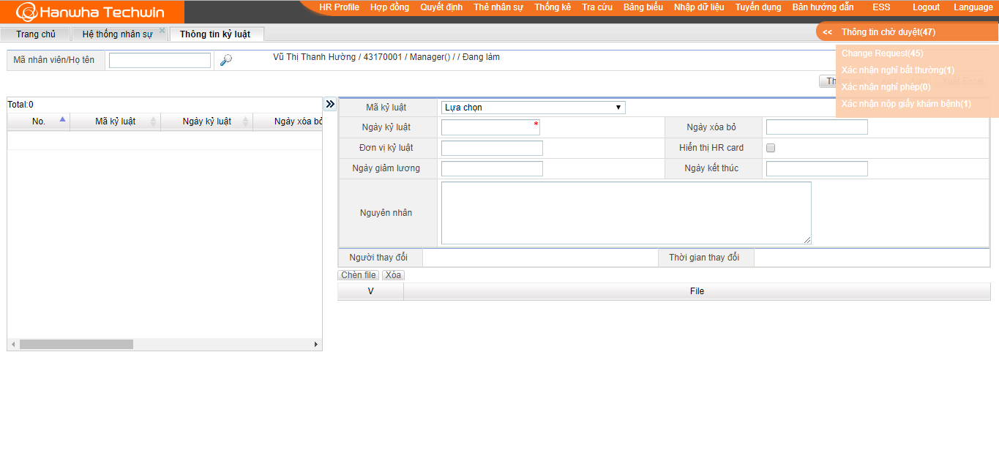 Hanwha Techwin
HR Profile Hợp đồng Quyết định Thẻ nhân sự Thống kê Tra cứu Bảng biểu Nhập dữ liệu Tuyển dụng Bản hướng dẫn ESS Logout Language
Trang chủ Hệ thống nhân sự Thông tin kỷ luật
<< Thông tin chờ duyệt(47)
Change Request(45)
Xác nhận nghỉ bất thường(1)
Xác nhận nghỉ phép(0)
Xác nhận nộp giấy khám bệnh(1)
Mã nhân viên/Họ tên
Vũ Thị Thanh Hường / 43170001 / Manager() / / Đang làm
Total:0
No. Mã kỷ luật Ngày kỷ luật Ngày xóa bỏ
Mã kỷ luật Lựa chọn
Ngày kỷ luật * Ngày xóa bỏ
Đơn vị kỷ luật Hiển thị HR card
Ngày giảm lương Ngày kết thúc
Nguyên nhân
Người thay đổi Thời gian thay đổi
Chèn file Xóa
V File